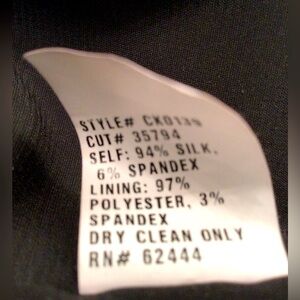 STYLE# CK0139
CUT# 35794
SELF: 94% SILK,
6% SPANDEX
LINING: 97%
POLYESTER, 3%
SPANDEX
DRY CLEAN ONLY
RN# 62444